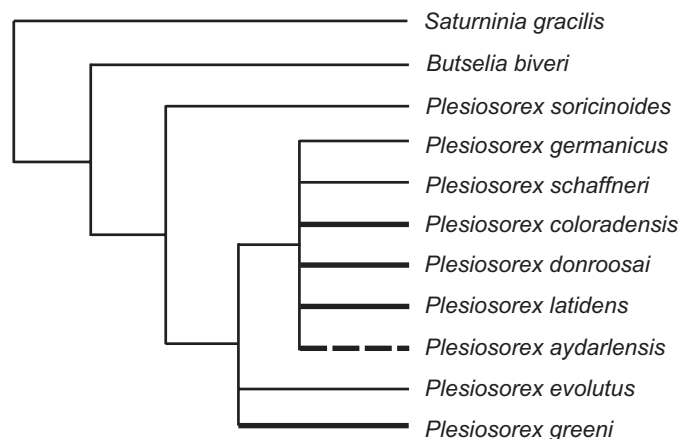 Saturninia gracilis
Butselia biveri
Plesiosorex soricinoides
Plesiosorex germanicus
Plesiosorex schaffneri
Plesiosorex coloradensis
Plesiosorex donroosai
Plesiosorex latidens
Plesiosorex aydarlensis
Plesiosorex evolutus
Plesiosorex greeni